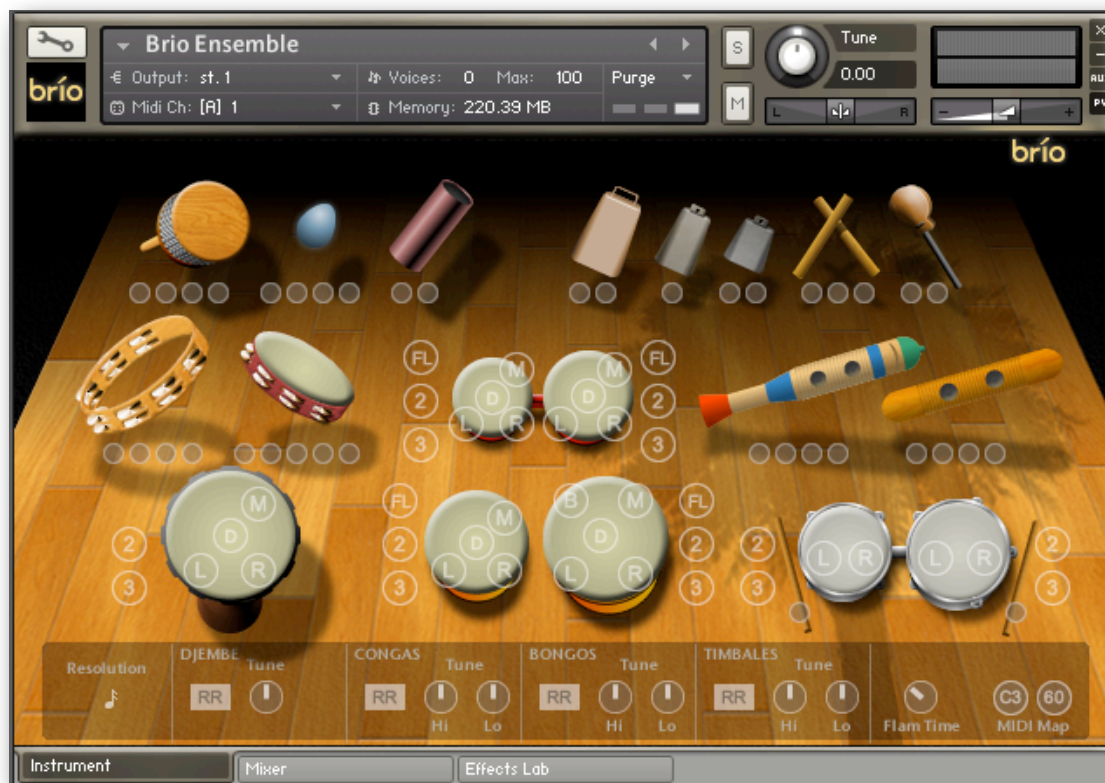 Brio Ensemble
S
Tune
0.00
×
−
AUX
PV
brío
Output: st. 1
Voices: 0 Max: 100
Purge
Midi Ch: [A] 1
Memory: 220.39 MB
M
L R
− +
brío
FL M FL
2 D D 2
L R L R
3 3
FL B M FL
M M
2 D D D 2 2 L R L R 2
L R L R L R
3 3 3 3
Resolution
DJEMBE
Tune
RR
CONGAS
Tune
RR
Hi Lo
BONGOS
Tune
RR
Hi Lo
TIMBALES
Tune
RR
Hi Lo
Flam Time
C3 60
MIDI Map
Instrument Mixer Effects Lab